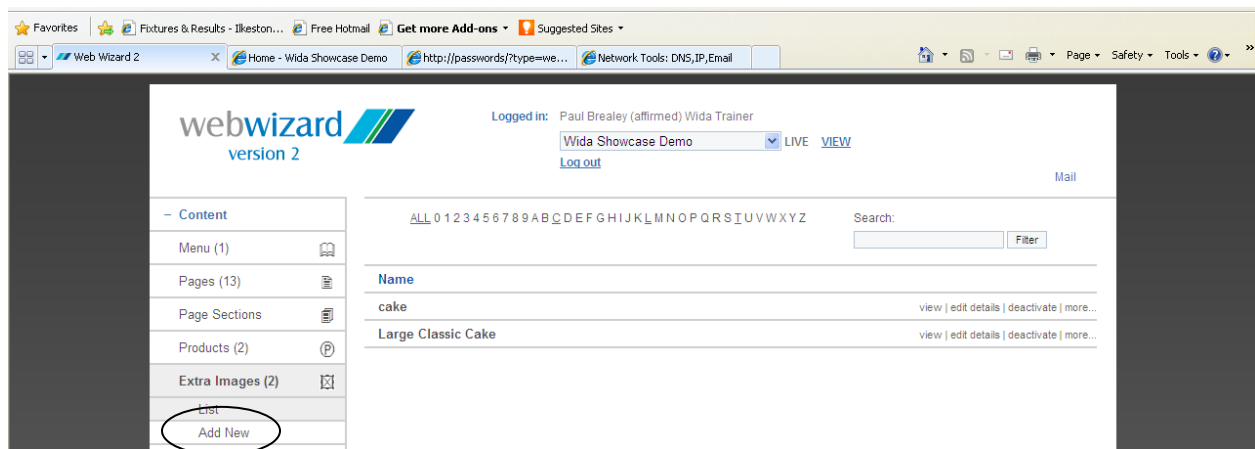 Favorites Fixtures & Results - Ilkeston... Free Hotmail Get more Add-ons Suggested Sites
Web Wizard 2 X Home - Wida Showcase Demo http://passwords/?type=we... Network Tools: DNS,IP,Email Page Safety Tools »
webwizard
version 2
Logged in: Paul Brealey (affirmed) Wida Trainer
Wida Showcase Demo LIVE VIEW
Log out
Mail
– Content
ALL 0 1 2 3 4 5 6 7 8 9 A B C D E F G H I J K L M N O P Q R S T U V W X Y Z Search:
Filter
Menu (1)
Pages (13)
Page Sections
Products (2)
Extra Images (2)
List
Add New
Name
cake view | edit details | deactivate | more...
Large Classic Cake view | edit details | deactivate | more...